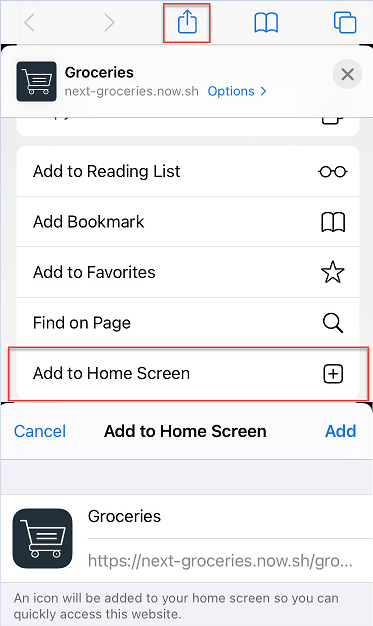 Groceries
next-groceries.now.sh Options >
Add to Reading List
Add Bookmark
Add to Favorites
Find on Page
Add to Home Screen
Cancel Add to Home Screen Add
Groceries
https://next-groceries.now.sh/gro...
An icon will be added to your home screen so you can
quickly access this website.